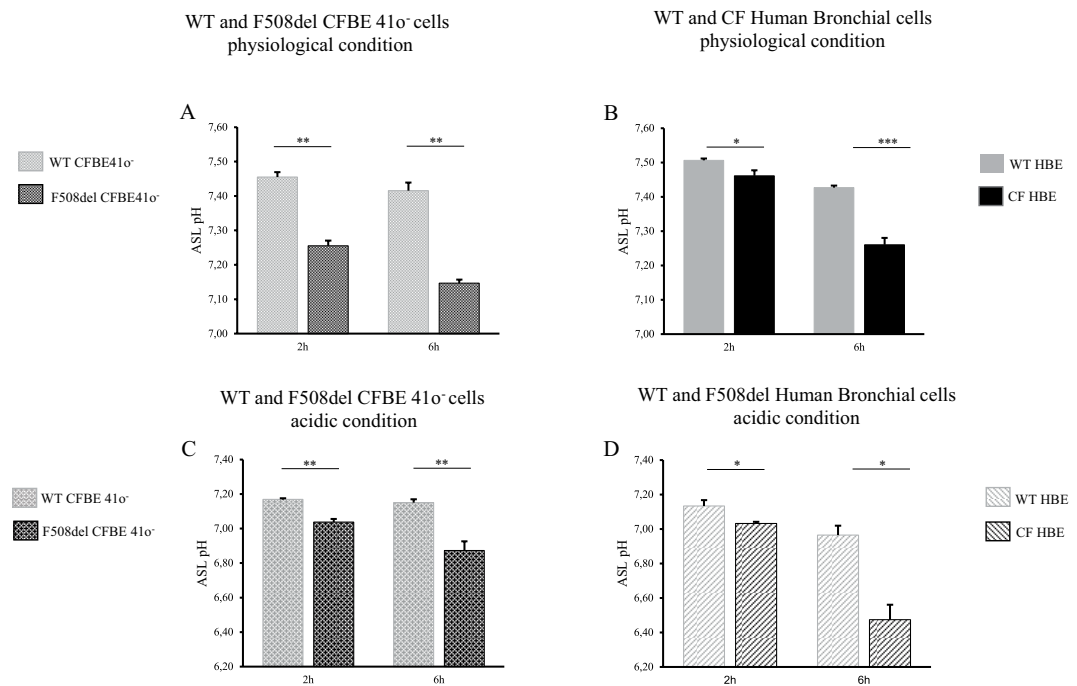 WT and F508del CFBE 41o⁻ cells
physiological condition
A
WT CFBE41o⁻
F508del CFBE41o⁻
ASL pH
7,60
7,50
7,40
7,30
7,20
7,10
7,00
**
**
2h
6h
WT and CF Human Bronchial cells
physiological condition
B
WT HBE
CF HBE
ASL pH
7,60
7,50
7,40
7,30
7,20
7,10
7,00
*
***
2h
6h
WT and F508del CFBE 41o⁻ cells
acidic condition
C
WT CFBE 41o⁻
F508del CFBE 41o⁻
ASL pH
7,40
7,20
7,00
6,80
6,60
6,40
6,20
**
**
2h
6h
WT and F508del Human Bronchial cells
acidic condition
D
WT HBE
CF HBE
ASL pH
7,40
7,20
7,00
6,80
6,60
6,40
6,20
*
*
2h
6h